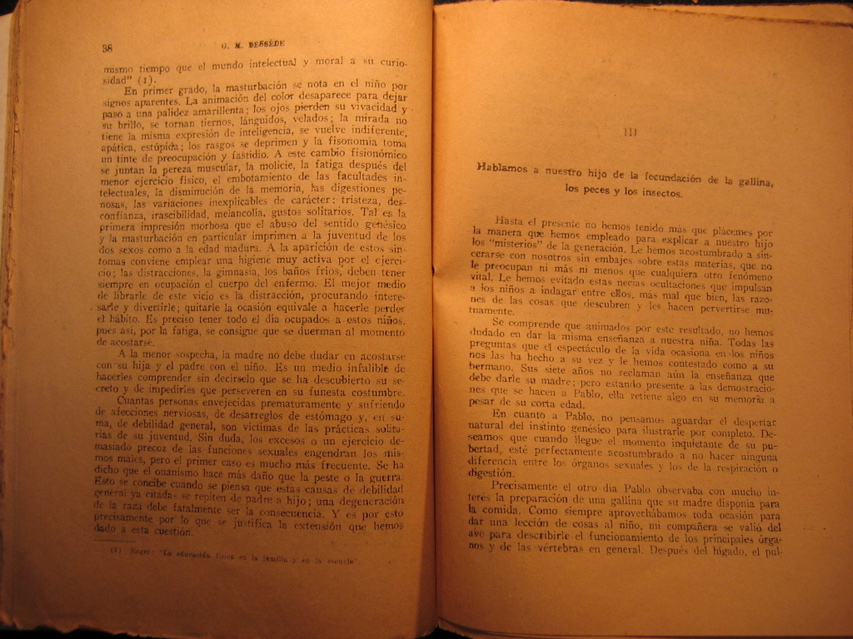 38
G. M. BESSÈDE
mismo tiempo que el mundo intelectual y moral a su curio-
sidad" (1).
En primer grado, la masturbación se nota en el niño por
signos aparentes. La animación del color desaparece para dejar
paso a una palidez amarillenta; los ojos pierden su vivacidad y
su brillo, se tornan tiernos, lánguidos, velados; la mirada no
tiene la misma expresión de inteligencia, se vuelve indiferente,
apática, estúpida; los rasgos se deprimen y la fisonomía toma
un tinte de preocupación y fastidio. A este cambio fisionómico
se juntan la pereza muscular, la molicie, la fatiga después del
menor ejercicio físico, el embotamiento de las facultades in-
telectuales, la disminución de la memoria, las digestiones pe-
nosas, las variaciones inexplicables de carácter; tristeza, des-
confianza, irascibilidad, melancolía, gustos solitarios. Tal es la
primera impresión morbosa que el abuso del sentido genésico
y la masturbación en particular imprimen a la juventud de los
dos sexos como a la edad madura. A la aparición de estos sín-
tomas conviene emplear una higiene muy activa por el ejerci-
cio; las distracciones, la gimnasia, los baños fríos, deben tener
siempre en ocupación el cuerpo del enfermo. El mejor medio
de librarle de este vicio es la distracción, procurando intere-
sarle y divertirle; quitarle la ocasión equivale a hacerle perder
el hábito. Es preciso tener todo el día ocupados a estos niños,
pues así, por la fatiga, se consigue que se duerman al momento
de acostarse.
A la menor sospecha, la madre no debe dudar en acostarse
con su hija y el padre con el niño. Es un medio infalible de
hacerles comprender sin decírselo que se ha descubierto su se-
creto y de impedirles que perseveren en su funesta costumbre.
Cuantas personas envejecidas prematuramente y sufriendo
de afecciones nerviosas, de desarreglos de estómago y, en su-
ma, de debilidad general, son víctimas de las prácticas solita-
rias de su juventud. Sin duda, los excesos o un ejercicio de-
masiado precoz de las funciones sexuales engendran los mis-
mos males, pero el primer caso es mucho más frecuente. Se ha
dicho que el onanismo hace más daño que la peste o la guerra.
Esto se concibe cuando se piensa que estas causas de debilidad
general ya citadas se repiten de padre a hijo; una degeneración
de la raza debe fatalmente ser la consecuencia. Y es por esto
precisamente por lo que se justifica la extensión que hemos
dado a esta cuestión.
(1) Roger: "La educación física en la familia y en la escuela"
III
Hablamos a nuestro hijo de la fecundación de la gallina,
los peces y los insectos.
Hasta el presente no hemos tenido más que plácemes por
la manera que hemos empleado para explicar a nuestro hijo
los "misterios" de la generación. Le hemos acostumbrado a sin-
cerarse con nosotros sin embajes sobre estas materias, que no
le preocupan ni más ni menos que cualquiera otro fenómeno
vital. Le hemos evitado estas necias ocultaciones que impulsan
a los niños a indagar entre ellos, mas mal que bien, las razo-
nes de las cosas que descubren y les hacen pervertirse mu-
tuamente.
Se comprende que animados por este resultado, no hemos
dudado en dar la misma enseñanza a nuestra niña. Todas las
preguntas que el espectáculo de la vida ocasiona en los niños
nos las ha hecho a su vez y le hemos contestado como a su
hermano. Sus siete años no reclaman aún la enseñanza que
debe darle su madre; pero estando presente a las demostracio-
nes que se hacen a Pablo, ella retiene algo en su memoria a
pesar de su corta edad.
En cuanto a Pablo, no pensamos aguardar el despertar
natural del instinto genésico para ilustrarle por completo. De-
seamos que cuando llegue el momento inquietante de su pu-
bertad, esté perfectamente acostumbrado a no hacer ninguna
diferencia entre los órganos sexuales y los de la respiración o
digestión.
Precisamente el otro día Pablo observaba con mucho in-
terés la preparación de una gallina que su madre disponía para
la comida. Como siempre aprovechábamos toda ocasión para
dar una lección de cosas al niño, mi compañera se valió del
ave para describirle el funcionamiento de los principales órga-
nos y de las vértebras en general. Después del hígado, el pul-